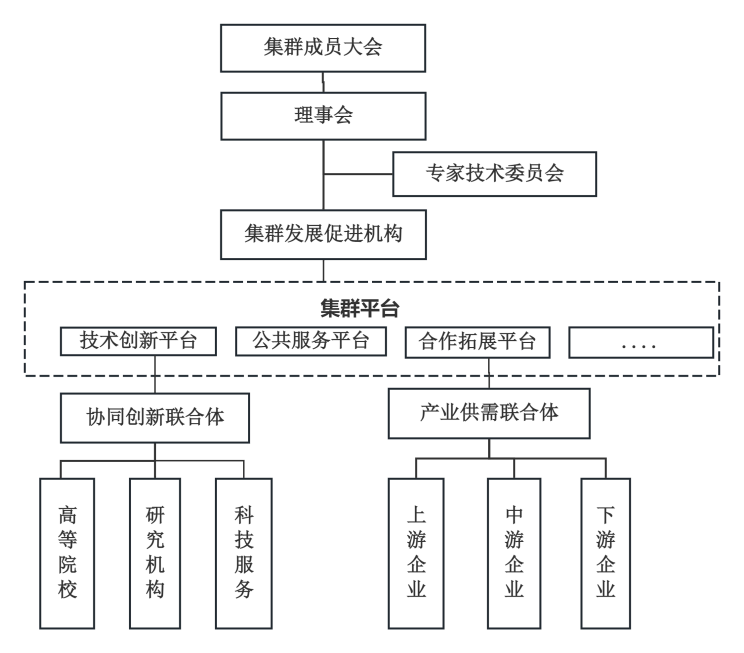 集群成员大会
理事会
专家技术委员会
集群发展促进机构
集群平台
技术创新平台
公共服务平台
合作拓展平台
....
协同创新联合体
产业供需联合体
高等院校
研究机构
科技服务
上游企业
中游企业
下游企业